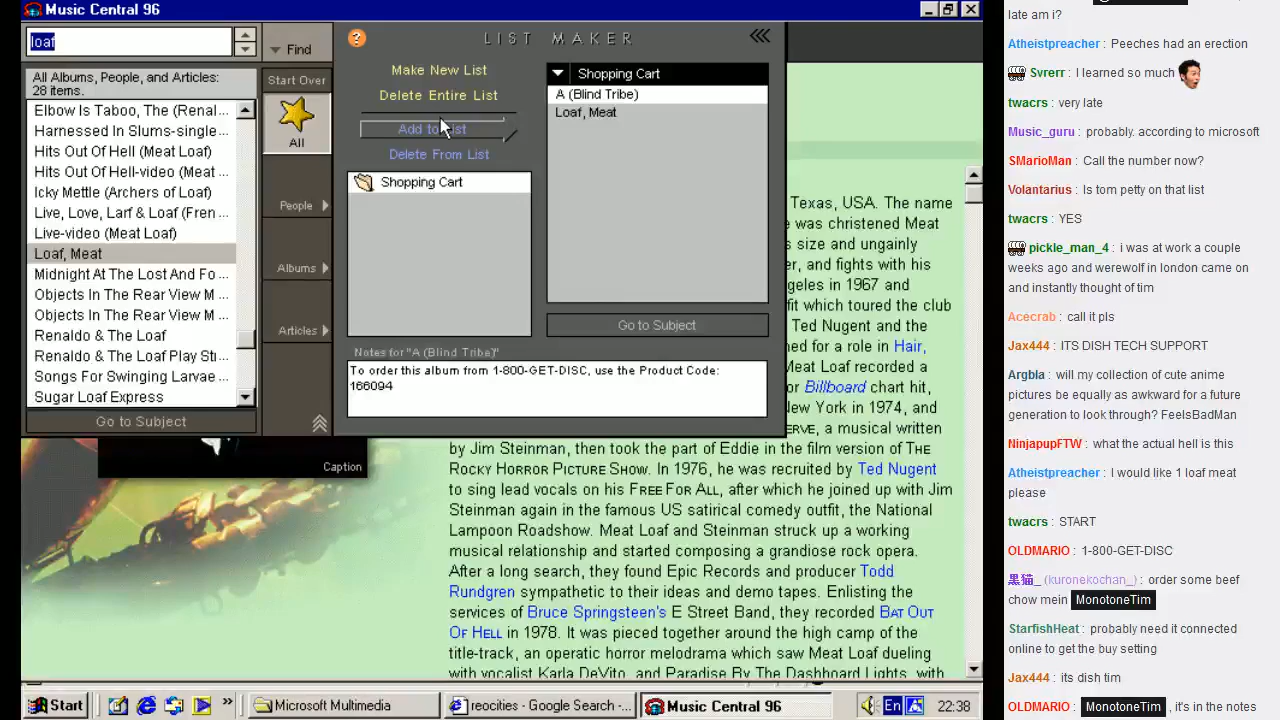 Music Central 96
loaf
Find
All Albums, People, and Articles:
28 items.
Start Over
Elbow Is Taboo, The (Renal...
Harnessed In Slums-single...
Hits Out Of Hell (Meat Loaf)
Hits Out Of Hell-video (Meat ...
Icky Mettle (Archers of Loaf)
Live, Love, Larf & Loaf (Fren ...
Live-video (Meat Loaf)
Loaf, Meat
Midnight At The Lost And Fo ...
Objects In The Rear View M ...
Objects In The Rear View M ...
Renaldo & The Loaf
Renaldo & The Loaf Play Sti...
Songs For Swinging Larvae ...
Sugar Loaf Express
Go to Subject
All
People
Albums
Articles
LIST MAKER
Make New List
Delete Entire List
Add to List
Delete From List
Shopping Cart
Shopping Cart
A (Blind Tribe)
Loaf, Meat
Go to Subject
Notes for "A (Blind Tribe)"
To order this album from 1-800-GET-DISC, use the Product Code:
166094
Caption
Texas, USA. The name
e was christened Meat
s size and ungainly
er, and fights with his
geles in 1967 and
fit which toured the club
Ted Nugent and the
ned for a role in Hair,
Meat Loaf recorded a
or Billboard chart hit,
New York in 1974, and
ERVE, a musical written
by Jim Steinman, then took the part of Eddie in the film version of THE
ROCKY HORROR PICTURE SHOW. In 1976, he was recruited by Ted Nugent
to sing lead vocals on his FREE FOR ALL, after which he joined up with Jim
Steinman again in the famous US satirical comedy outfit, the National
Lampoon Roadshow. Meat Loaf and Steinman struck up a working
musical relationship and started composing a grandiose rock opera.
After a long search, they found Epic Records and producer Todd
Rundgren sympathetic to their ideas and demo tapes. Enlisting the
services of Bruce Springsteen's E Street Band, they recorded BAT OUT
OF HELL in 1978. It was pieced together around the high camp of the
title-track, an operatic horror melodrama which saw Meat Loaf dueling
with vocalist Karla DeVito, and Paradise By The Dashboard Lights, with
Start
Microsoft Multimedia
reocities - Google Search -...
Music Central 96
En
22:38
late am i?
Atheistpreacher : Peeches had an erection
Svrerr : I learned so much
twacrs : very late
Music_guru : probably. according to microsoft
SMarioMan : Call the number now?
Volantarius : Is tom petty on that list
twacrs : YES
pickle_man_4 : i was at work a couple
weeks ago and werewolf in london came on
and instantly thought of tim
Acecrab : call it pls
Jax444 : ITS DISH TECH SUPPORT
Argbla : will my collection of cute anime
pictures be equally as awkward for a future
generation to look through? FeelsBadMan
NinjapupFTW : what the actual hell is this
Atheistpreacher : I would like 1 loaf meat
please
twacrs : START
OLDMARIO : 1-800-GET-DISC
黒猫_ (kuronekochan_) : order some beef
chow mein MonotoneTim
StarfishHeat : probably need it connected
online to get the buy setting
Jax444 : its dish tim
OLDMARIO : MonotoneTim , it's in the notes